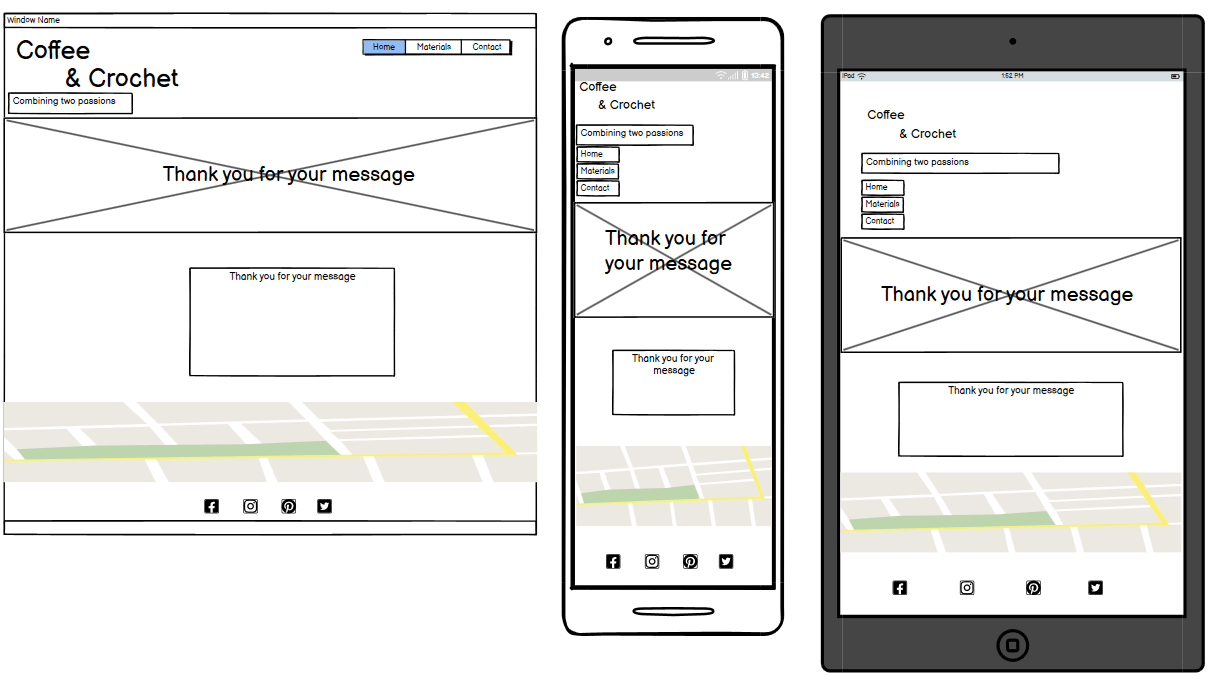 Window Name
Coffee
& Crochet
Home Materials Contact
Combining two passions
Thank you for your message
Thank you for your message
13:42
Coffee
& Crochet
Combining two passions
Home
Materials
Contact
Thank you for
your message
Thank you for your
message
iPod 1:52 PM
Coffee
& Crochet
Combining two passions
Home
Materials
Contact
Thank you for your message
Thank you for your message